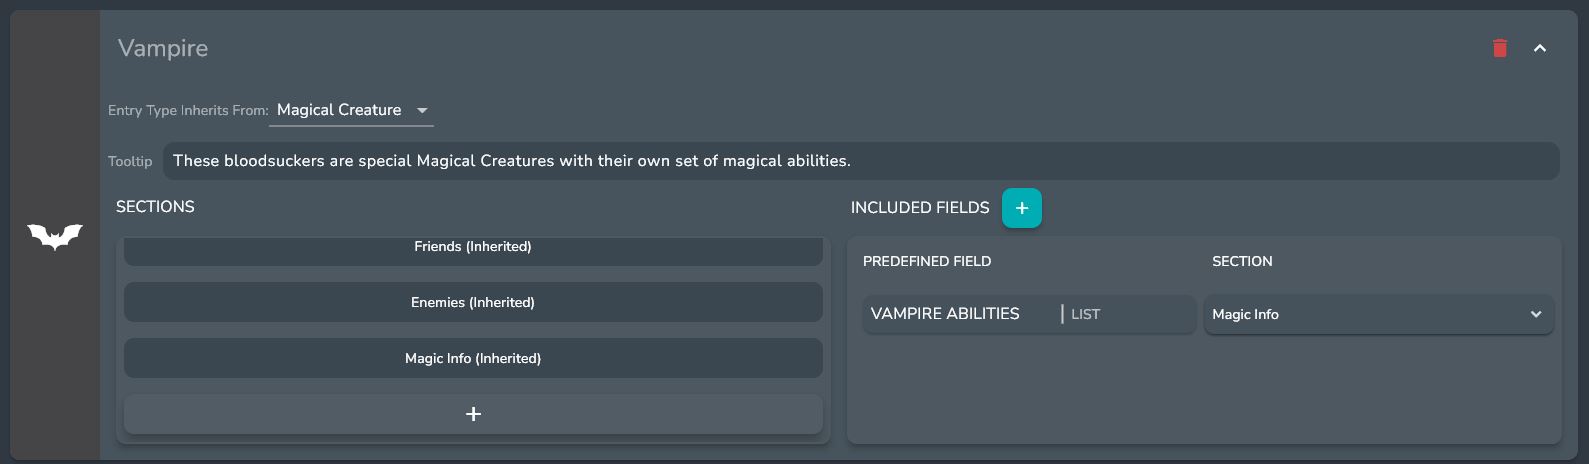 Vampire
Entry Type Inherits From: Magical Creature
Tooltip These bloodsuckers are special Magical Creatures with their own set of magical abilities.
SECTIONS
Friends (Inherited)
Enemies (Inherited)
Magic Info (Inherited)
+
INCLUDED FIELDS +
PREDEFINED FIELD SECTION
VAMPIRE ABILITIES | LIST Magic Info